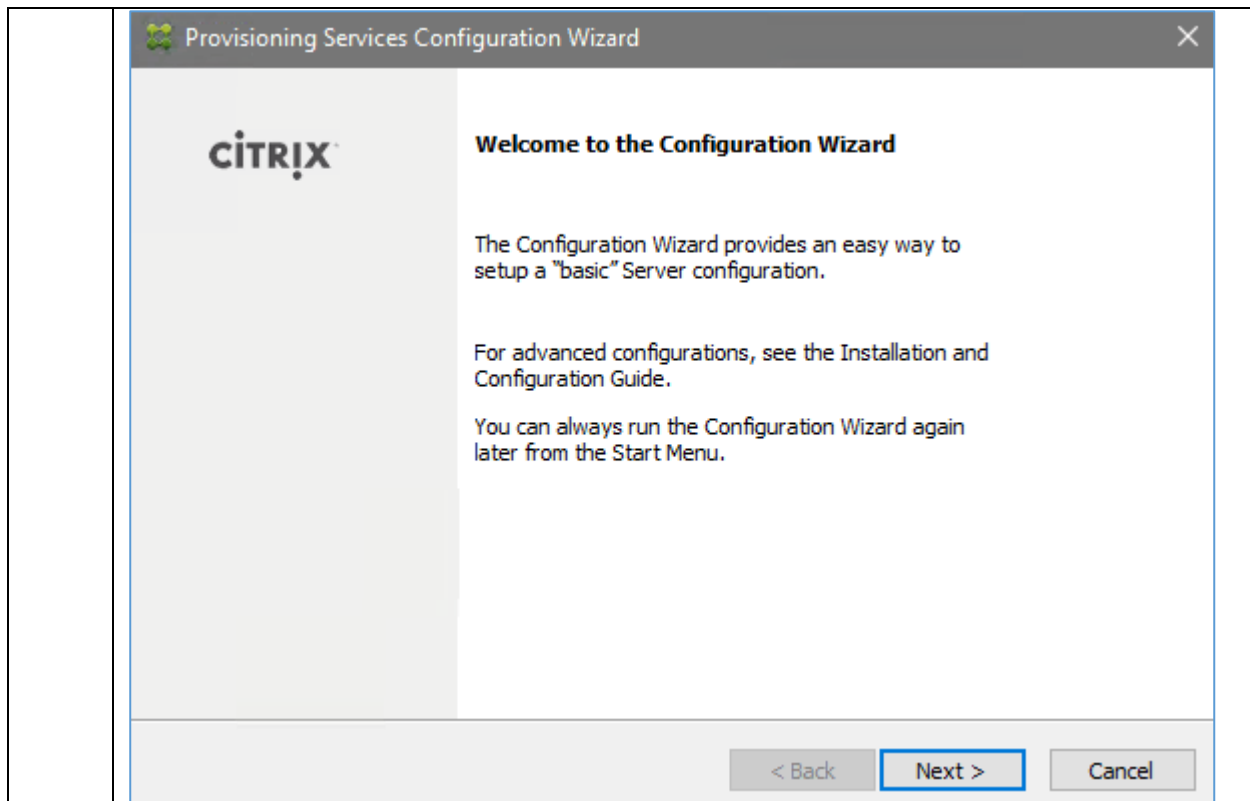 Provisioning Services Configuration Wizard
CITRIX
Welcome to the Configuration Wizard
The Configuration Wizard provides an easy way to
setup a “basic” Server configuration.
For advanced configurations, see the Installation and
Configuration Guide.
You can always run the Configuration Wizard again
later from the Start Menu.
< Back Next > Cancel